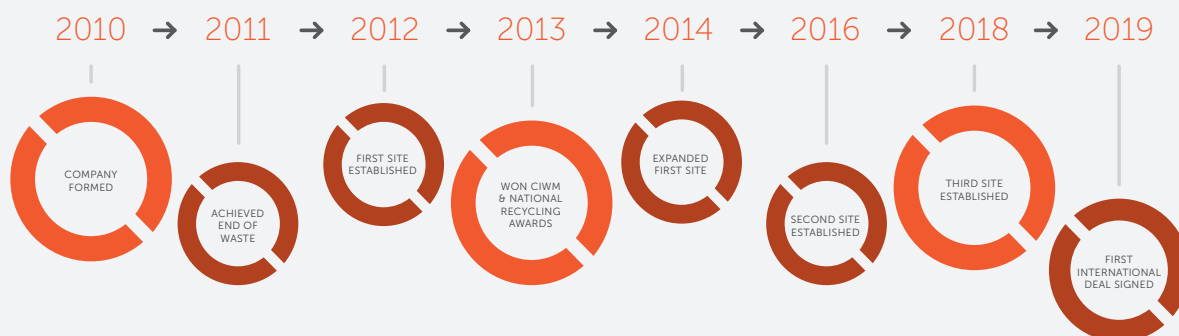 2010 → 2011 → 2012 → 2013 → 2014 → 2016 → 2018 → 2019
COMPANY
FORMED
ACHIEVED
END OF
WASTE
FIRST SITE
ESTABLISHED
WON CIWM
& NATIONAL
RECYCLING
AWARDS
EXPANDED
FIRST SITE
SECOND SITE
ESTABLISHED
THIRD SITE
ESTABLISHED
FIRST
INTERNATIONAL
DEAL SIGNED